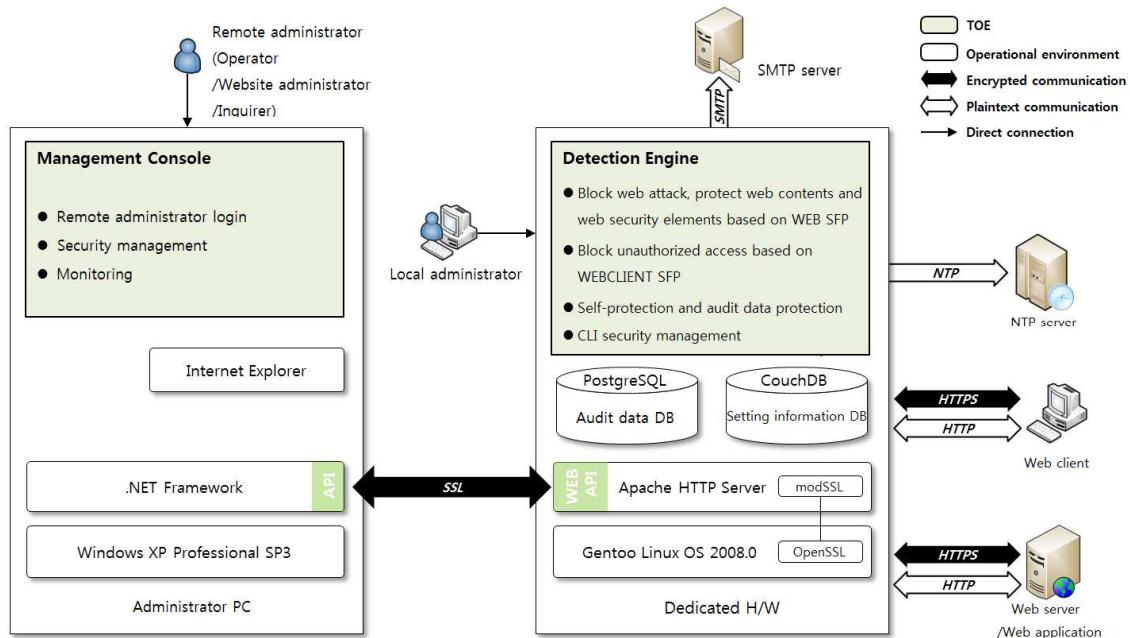 Remote administrator
(Operator
/Website administrator
/Inquirer)
SMTP server
SMTP
TOE
Operational environment
Encrypted communication
Plaintext communication
Direct connection
Management Console
● Remote administrator login
● Security management
● Monitoring
Internet Explorer
.NET Framework
API
Windows XP Professional SP3
Administrator PC
Local administrator
SSL
Detection Engine
● Block web attack, protect web contents and
web security elements based on WEB SFP
● Block unauthorized access based on
WEBCLIENT SFP
● Self-protection and audit data protection
● CLI security management
PostgreSQL
Audit data DB
CouchDB
Setting information DB
WEB
API
Apache HTTP Server
modSSL
Gentoo Linux OS 2008.0
OpenSSL
Dedicated H/W
NTP
NTP server
HTTPS
HTTP
Web client
HTTPS
HTTP
Web server
/Web application